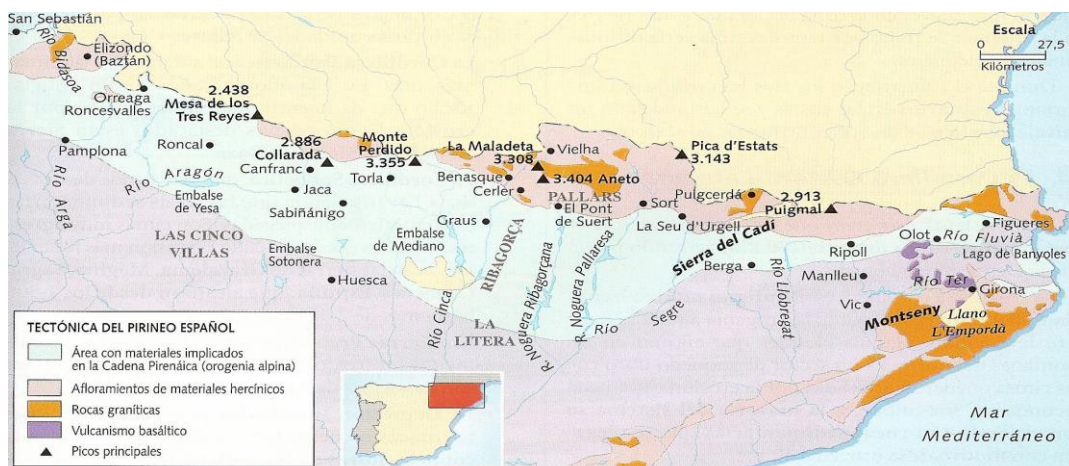 San Sebastián
Río Bidasoa
Elizondo
(Baztán)
Orreaga
Roncesvalles
2.438
Mesa de los
Tres Reyes
Pamplona
Roncal
Río Arga
Río Aragón
Embalse
de Yesa
2.886
Collarada
Canfranc
Jaca
Sabiñánigo
Monte
Perdido
3.355
Torla
La Maladeta
3.308
Vielha
3.404 Aneto
Benasque
Cerler
PALLARS
El Pont
de Suert
Sort
Pica d'Estats
3.143
Puigcerdá
La Seu d'Urgell
2.913
Puigmal
Sierra del Cadí
Berga
Ripoll
Olot
Figueres
Río Fluvià
Lago de Banyoles
Manlleu
Río Ter
Girona
Vic
Montseny
Llano
L'Empordà
Río Llobregat
LAS CINCO
VILLAS
Embalse
Sotonera
Huesca
Graus
Embalse
de Mediano
RIBAGORÇA
Río Cinca
LA
LITERA
R. Noguera Ribagorçana
R. Noguera Pallaresa
Río Segre
Escala
0 27,5
Kilómetros
Mar
Mediterráneo
TECTÓNICA DEL PIRINEO ESPAÑOL
Área con materiales implicados
en la Cadena Pirenáica (orogenia alpina)
Afloramientos de materiales hercínicos
Rocas graníticas
Vulcanismo basáltico
Picos principales